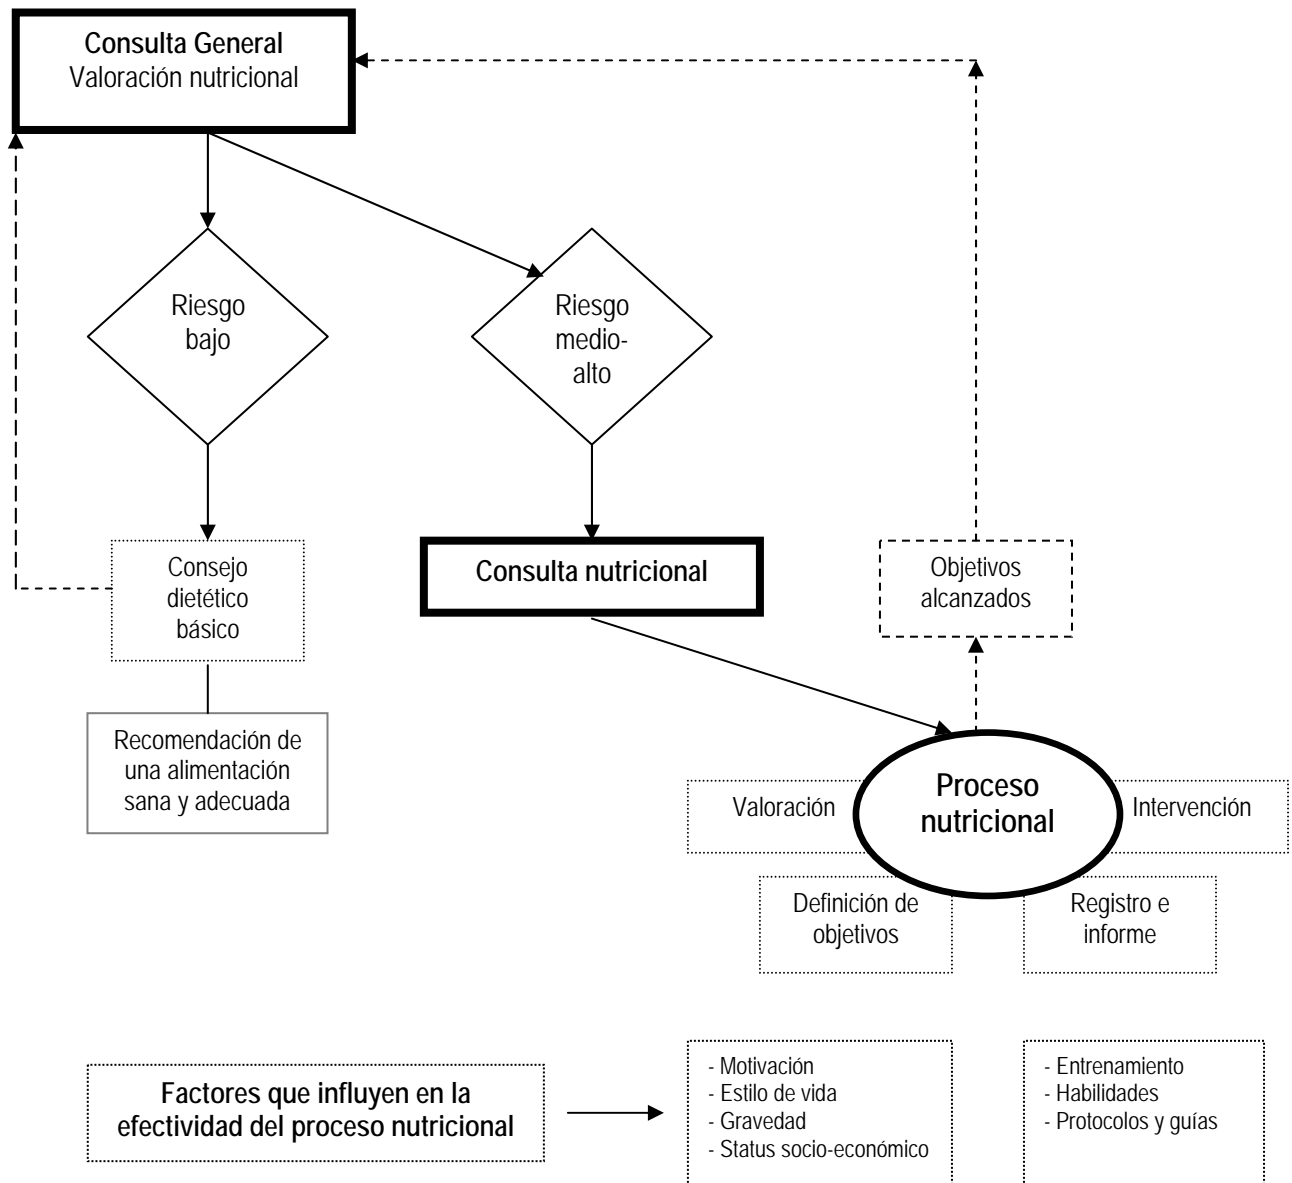 Consulta General
Valoración nutricional
Riesgo
bajo
Riesgo
medio-
alto
Consejo
dietético
básico
Consulta nutricional
Objetivos
alcanzados
Recomendación de
una alimentación
sana y adecuada
Proceso
nutricional
Valoración
Intervención
Definición de
objetivos
Registro e
informe
Factores que influyen en la
efectividad del proceso nutricional
- Motivación
- Estilo de vida
- Gravedad
- Status socio-económico
- Entrenamiento
- Habilidades
- Protocolos y guías